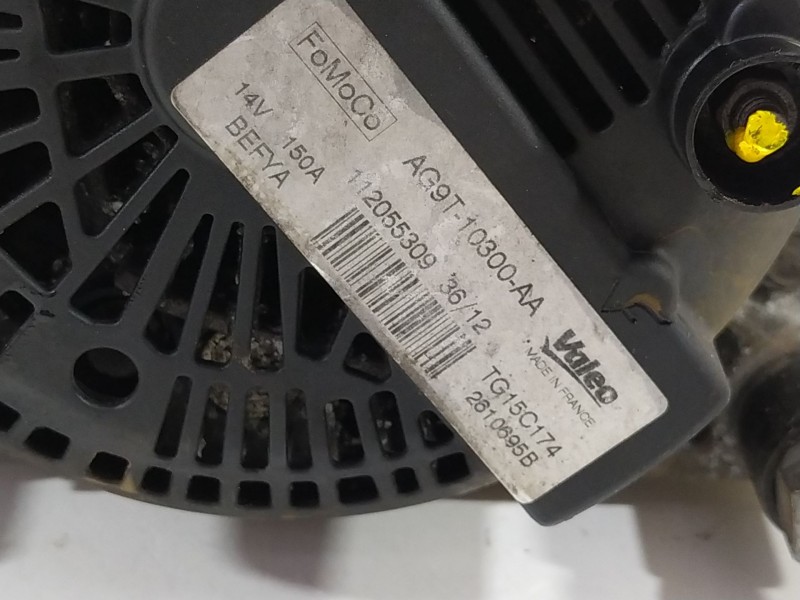 FoMoCo
AG9T-10300-AA
14V 150A
BEFYA
112055309 36/12
Valeo
MADE IN FRANCE
TG15C174
2610695B